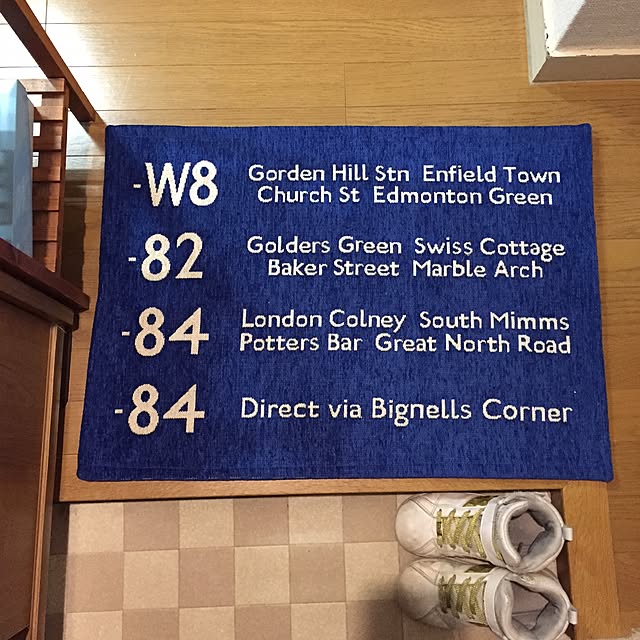 -W8 Gorden Hill Stn Enfield Town
Church St Edmonton Green
-82 Golders Green Swiss Cottage
Baker Street Marble Arch
-84 London Colney South Mimms
Potters Bar Great North Road
-84 Direct via Bignells Corner